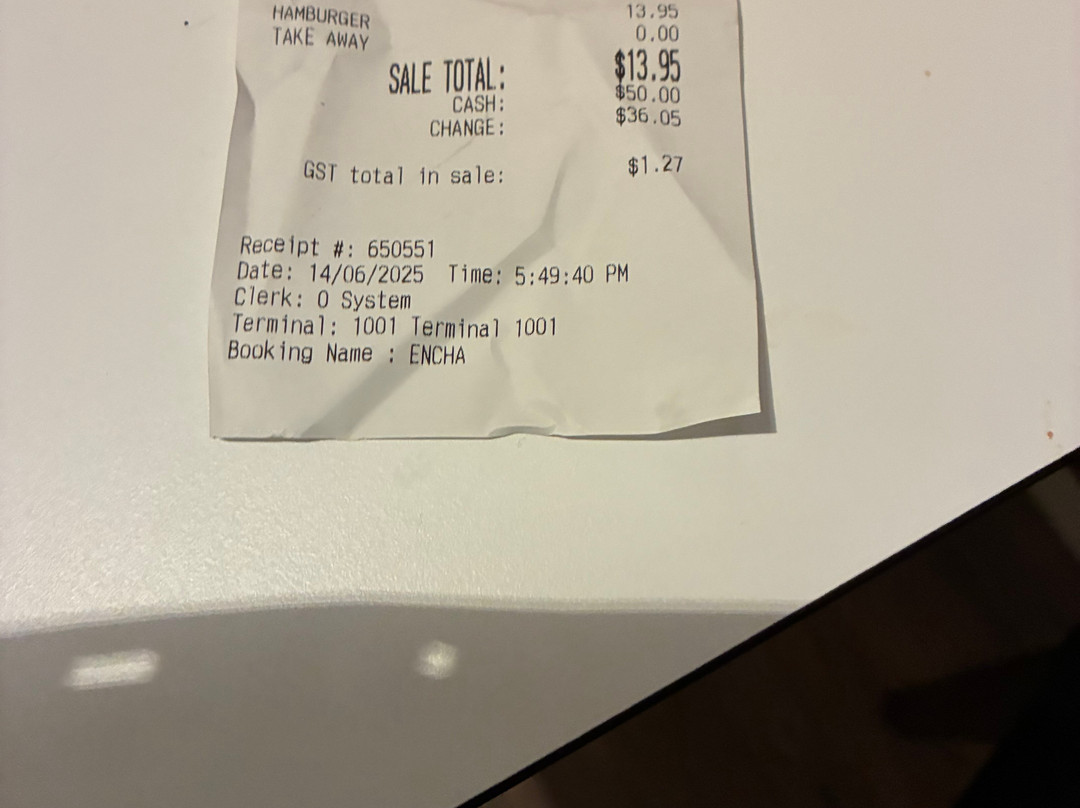 HAMBURGER 13.95
TAKE AWAY 0.00
SALE TOTAL: $13.95
CASH: $50.00
CHANGE: $36.05
GST total in sale: $1.27
Receipt #: 650551
Date: 14/06/2025 Time: 5:49:40 PM
Clerk: 0 System
Terminal: 1001 Terminal 1001
Booking Name : ENCHA